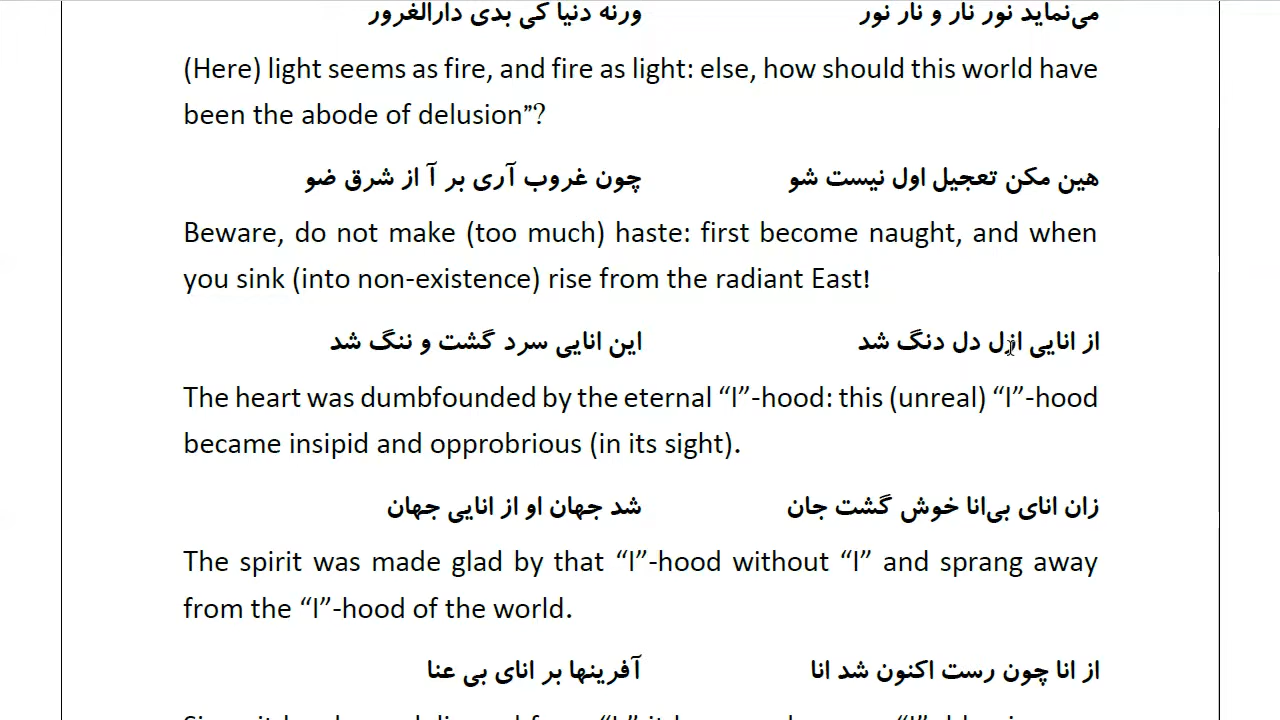 می‌نماید نور نار و نار نور ورنه دنیا کی بدی دارالغرور
(Here) light seems as fire, and fire as light: else, how should this world have
been the abode of delusion”?
هین مکن تعجیل اول نیست شو چون غروب آری بر آ از شرق ضو
Beware, do not make (too much) haste: first become naught, and when
you sink (into non-existence) rise from the radiant East!
از انایی ازل دل دنگ شد این انایی سرد گشت و ننگ شد
The heart was dumbfounded by the eternal “I”-hood: this (unreal) “I”-hood
became insipid and opprobrious (in its sight).
زان انای بی‌انا خوش گشت جان شد جهان او از انایی جهان
The spirit was made glad by that “I”-hood without “I” and sprang away
from the “I”-hood of the world.
از انا چون رست اکنون شد انا آفرینها بر انای بی عنا